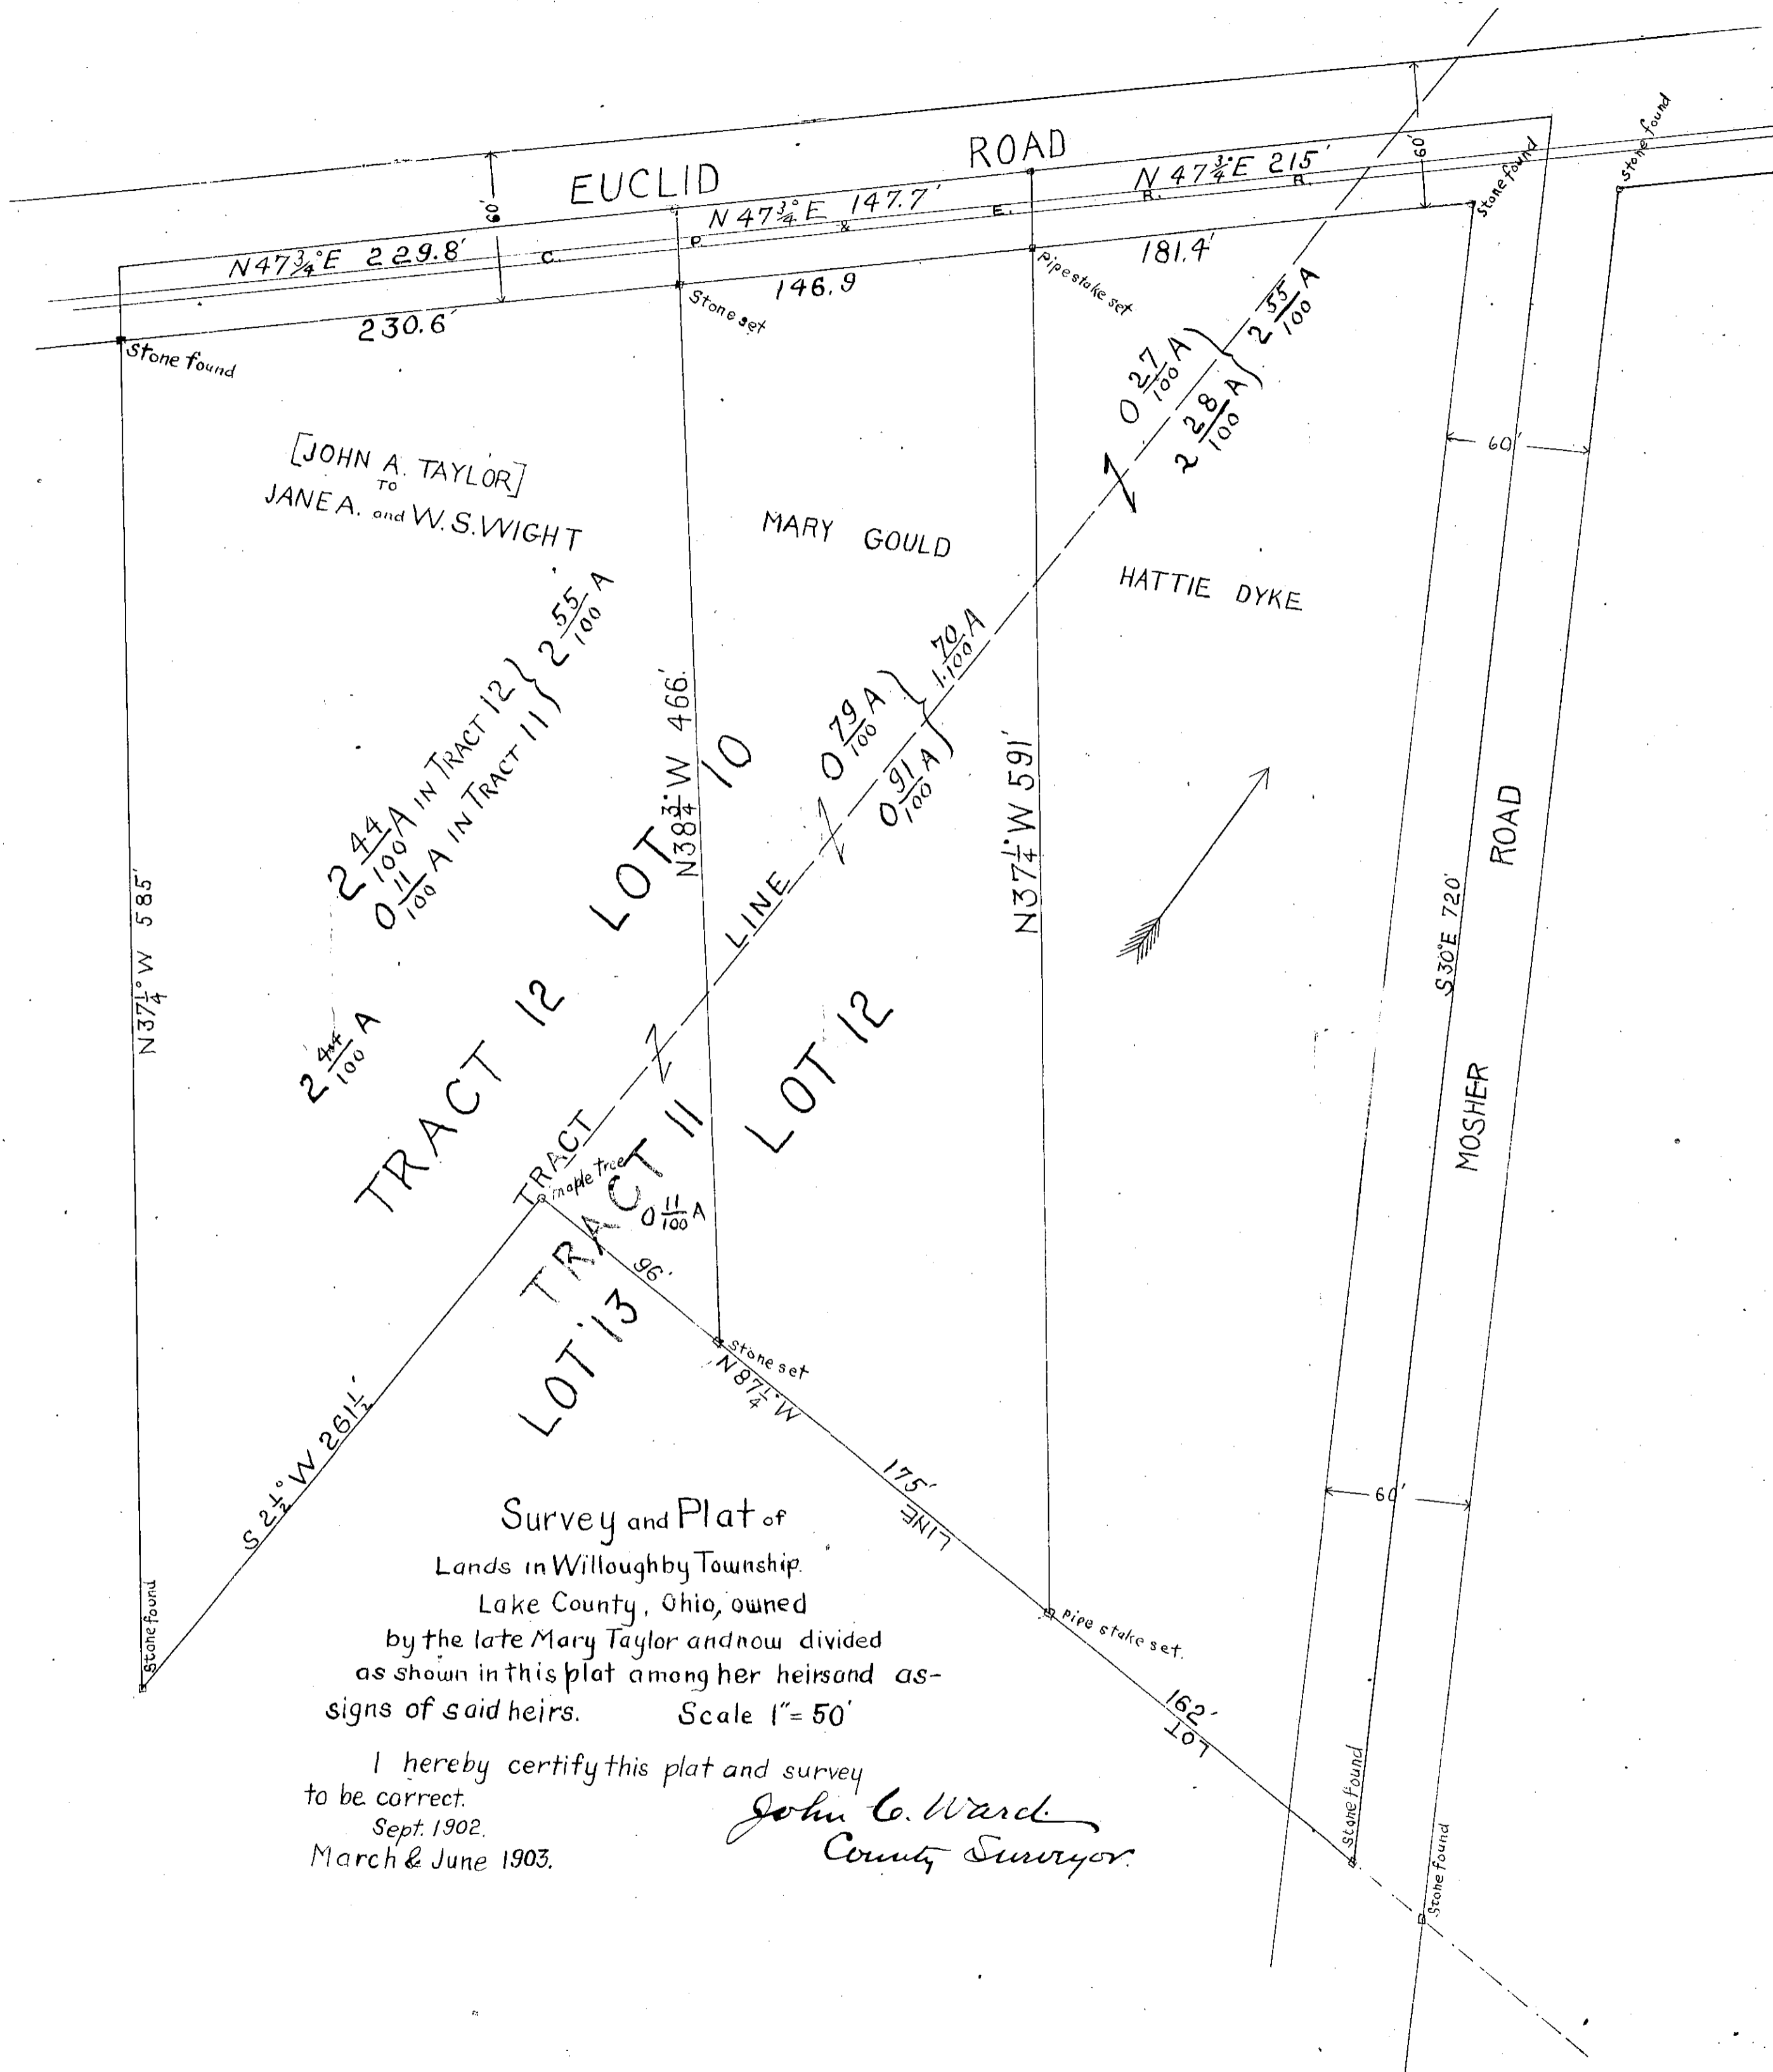 EUCLID ROAD
60'
60'
N 47¾° E 229.8'
N 47¾° E 147.7'
N 47¾° E 215'
C. P. & E. R. R.
230.6'
146.9
181.4'
Stone found
Stone set
Pipe stake set
Stone found
stone found
[JOHN A. TAYLOR]
TO
JANE A. and W. S. WIGHT
MARY GOULD
HATTIE DYKE
0 27/100 A
2 28/100 A
2 55/100 A
60'
2 44/100 A IN TRACT 12
0 11/100 A IN TRACT 11
2 55/100 A
0 79/100 A
0 91/100 A
1. 70/100 A
N 37¼° W 585'
N 38¾° W 466.'
N 37¼° W 591'
S 30° E 720'
MOSHER ROAD
2 44/100 A
TRACT 12 LOT 10
TRACT LINE
maple tree
TRACT 11
LOT 12
0 11/100 A
LOT 13
96'
stone set
N 87¼° W
175'
LINE
pipe stake set.
162'
LOT
S 2½° W 261½'
Stone found
60'
Stone found
Stone found
Survey and Plat of
Lands in Willoughby Township.
Lake County, Ohio, owned
by the late Mary Taylor and now divided
as shown in this plat among her heirs and as-
signs of said heirs. Scale 1" = 50'
I hereby certify this plat and survey
to be correct.
Sept. 1902.
March & June 1903.
John C. Ward
County Surveyor.